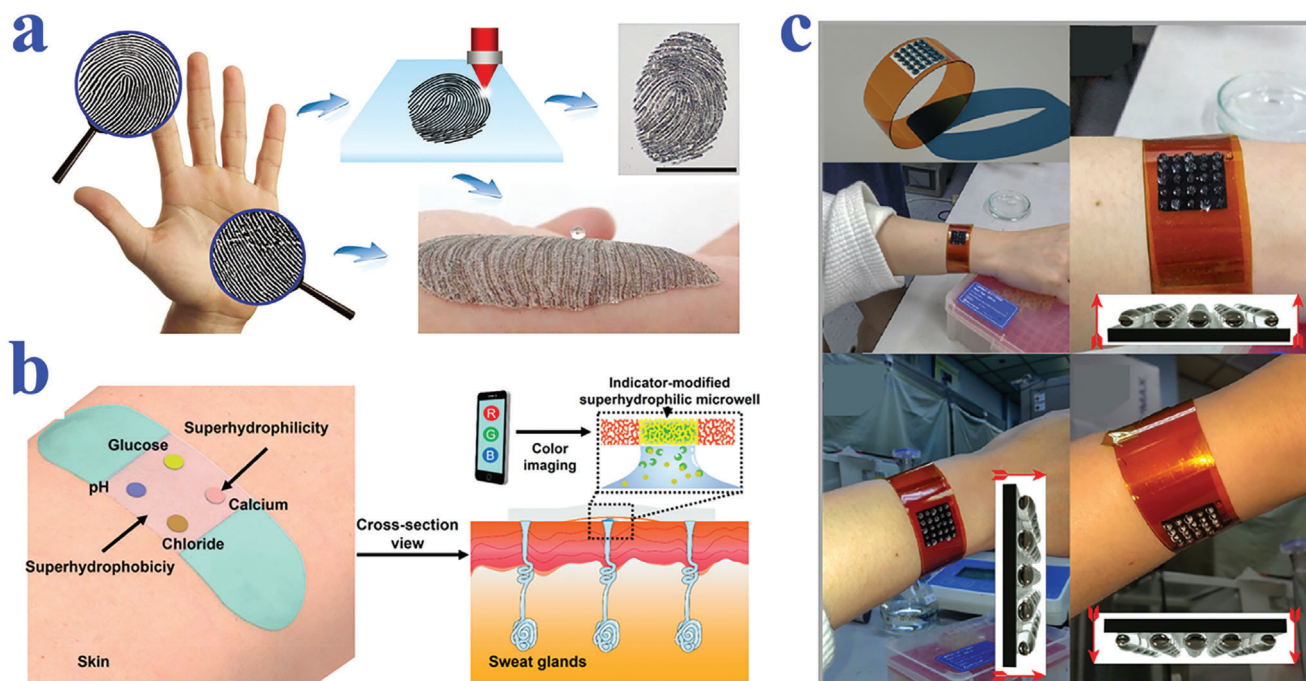 a
c
b
Glucose
Superhydrophilicity
pH
Calcium
Chloride
Superhydrophobiciy
Skin
Cross-section
view
R
G
B
Color
imaging
Indicator-modified
superhydrophilic microwell
Sweat glands